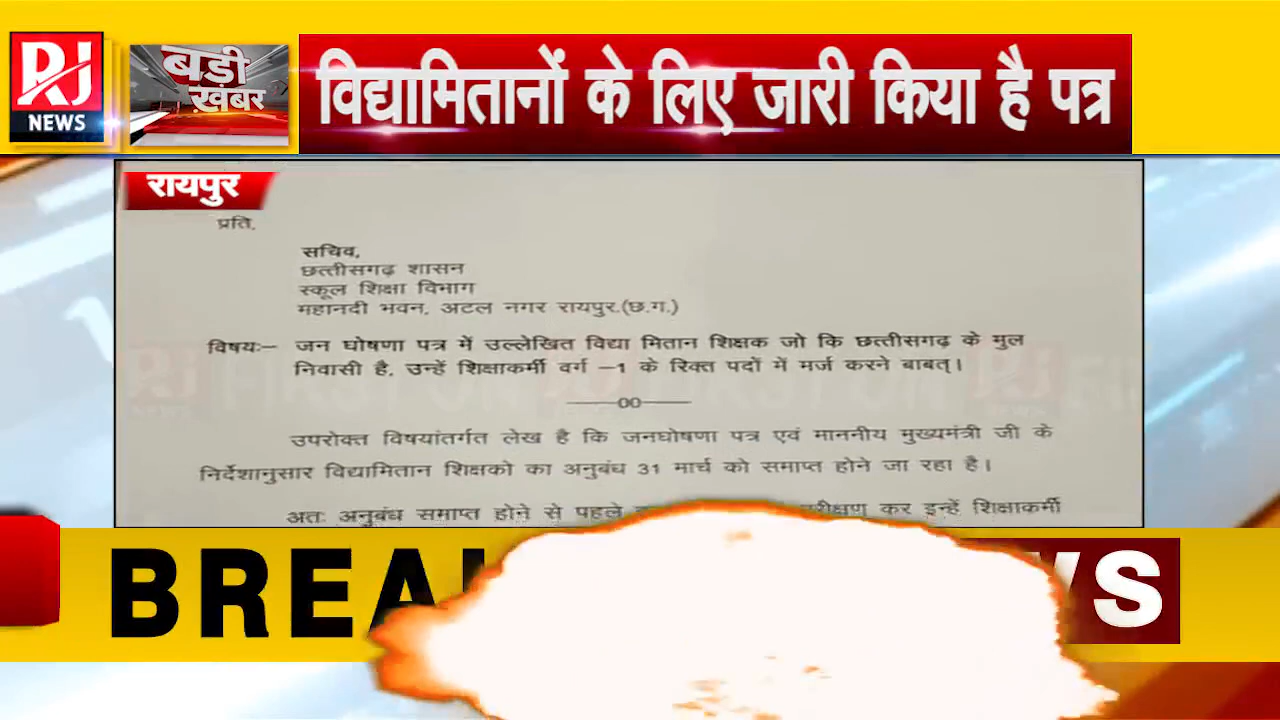 RJ
NEWS
बड़ी
खबर
विद्यामितानों के लिए जारी किया है पत्र
रायपुर
प्रति,
सचिव,
छत्तीसगढ़ शासन
स्कूल शिक्षा विभाग
महानदी भवन, अटल नगर रायपुर.(छ.ग.)
विषयः– जन घोषणा पत्र में उल्लेखित विद्या मितान शिक्षक जो कि छत्तीसगढ़ के मुल
निवासी है, उन्हें शिक्षाकर्मी वर्ग –1 के रिक्त पदों में मर्ज करने बाबत्।
——00——
उपरोक्त विषयांतर्गत लेख है कि जनघोषणा पत्र एवं माननीय मुख्यमंत्री जी के
निर्देशानुसार विद्यामितान शिक्षको का अनुबंध 31 मार्च को समाप्त होने जा रहा है।
अतः अनुबंध समाप्त होने से पहले कर इन्हें शिक्षाकर्मी